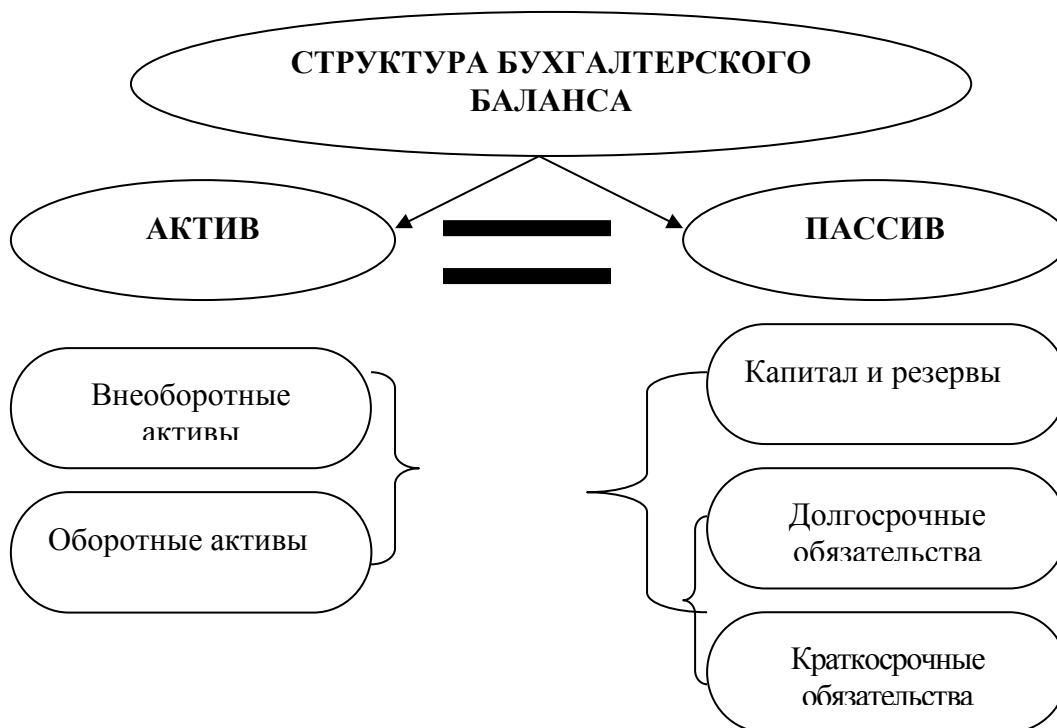 СТРУКТУРА БУХГАЛТЕРСКОГО
БАЛАНСА
АКТИВ
ПАССИВ
Внеоборотные
активы
Оборотные активы
Капитал и резервы
Долгосрочные
обязательства
Краткосрочные
обязательства